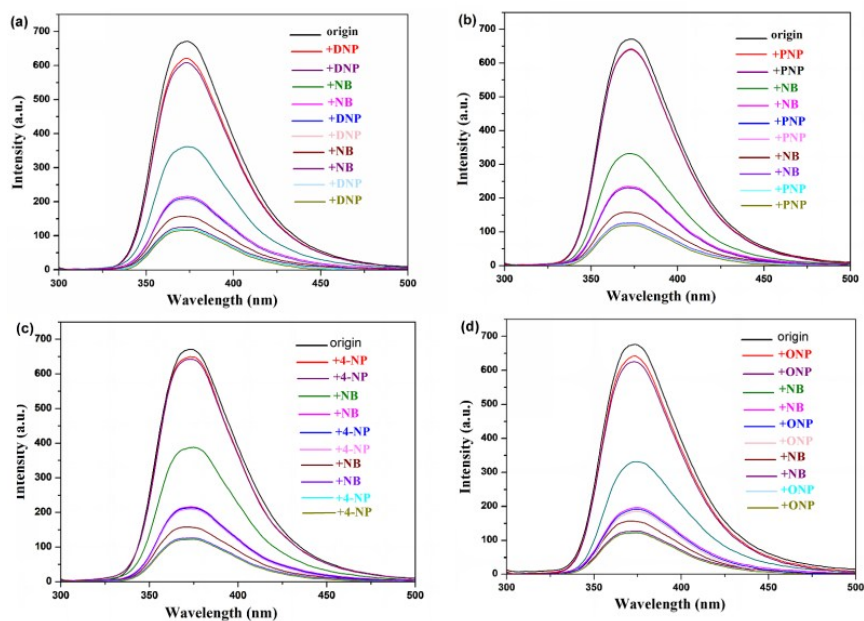 (a)
origin
+DNP
+DNP
+NB
+NB
+DNP
+DNP
+NB
+NB
+DNP
+DNP
700
600
500
400
300
200
100
0
300
350
400
450
500
Intensity (a.u.)
Wavelength (nm)
(b)
origin
+PNP
+PNP
+NB
+NB
+PNP
+PNP
+NB
+NB
+PNP
+PNP
700
600
500
400
300
200
100
0
300
350
400
450
500
Intensity (a.u.)
Wavelength (nm)
(c)
origin
+4-NP
+4-NP
+NB
+NB
+4-NP
+4-NP
+NB
+NB
+4-NP
+4-NP
700
600
500
400
300
200
100
0
300
350
400
450
500
Intensity (a.u.)
Wavelength (nm)
(d)
origin
+ONP
+ONP
+NB
+NB
+ONP
+ONP
+NB
+NB
+ONP
+ONP
700
600
500
400
300
200
100
0
300
350
400
450
500
Intensity (a.u.)
Wavelength (nm)